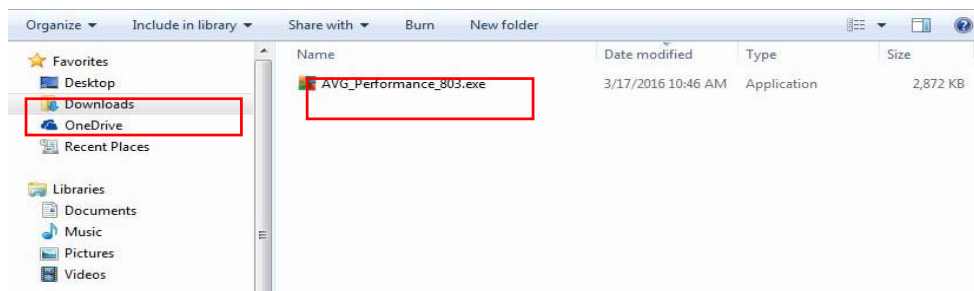 Organize Include in library Share with Burn New folder
Favorites
Desktop
Downloads
OneDrive
Recent Places
Libraries
Documents
Music
Pictures
Videos
Name Date modified Type Size
AVG_Performance_803.exe 3/17/2016 10:46 AM Application 2,872 KB